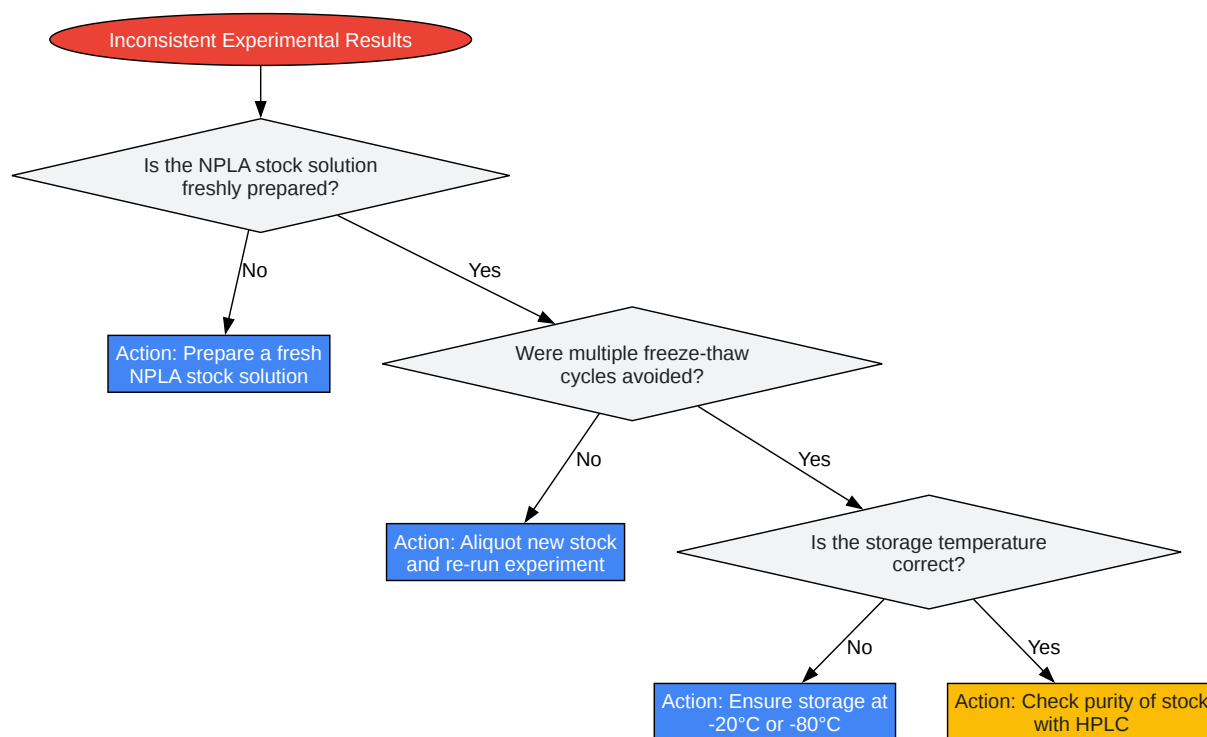 Inconsistent Experimental Results
Is the NPLA stock solution
freshly prepared?
No
Yes
Action: Prepare a fresh
NPLA stock solution
Were multiple freeze-thaw
cycles avoided?
No
Yes
Action: Aliquot new stock
and re-run experiment
Is the storage temperature
correct?
No
Yes
Action: Ensure storage at
-20°C or -80°C
Action: Check purity of stock
with HPLC